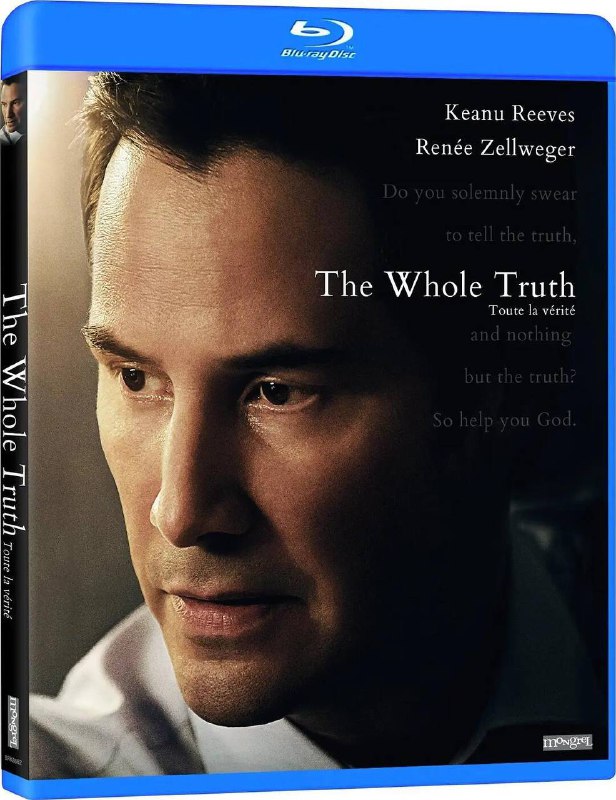 Blu-ray Disc
Keanu Reeves
Renée Zellweger
Do you solemnly swear
to tell the truth,
The Whole Truth
Toute la vérité
and nothing
but the truth?
So help you God.
mongrel
The Whole Truth
Toute la vérité
mongrel